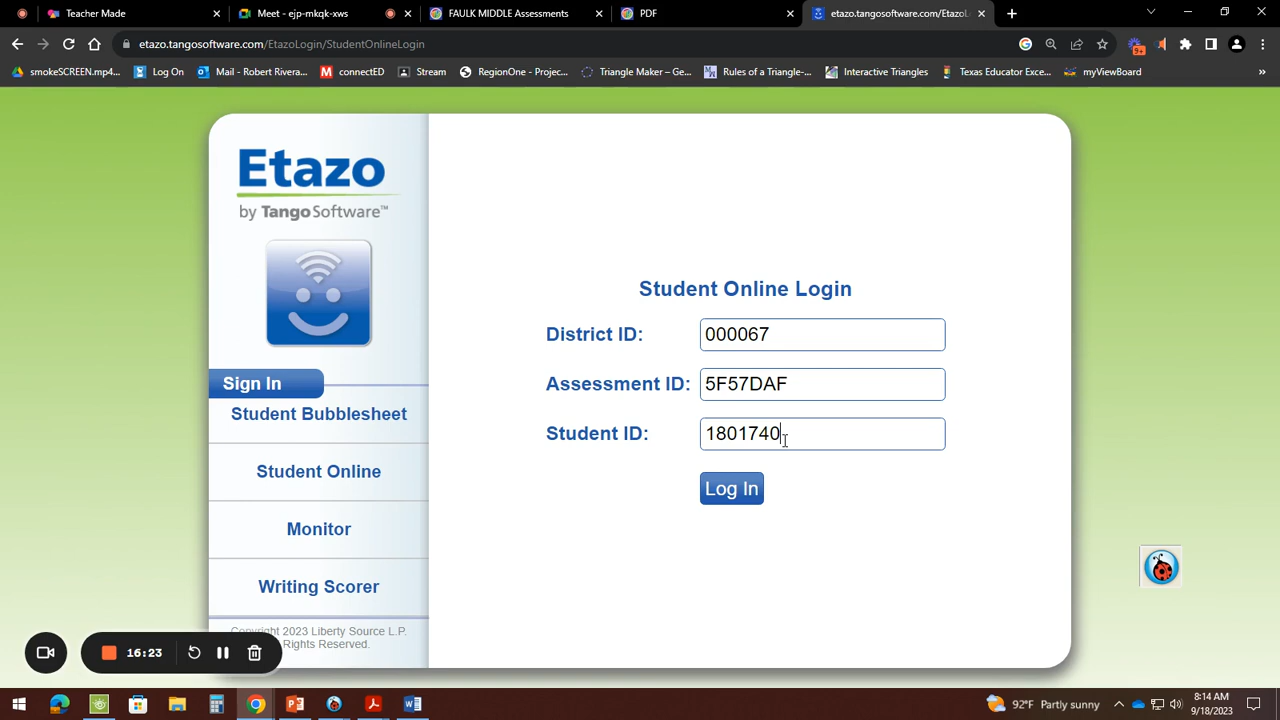 Teacher Made
Meet - ejp-mkqk-xws
FAULK MIDDLE Assessments
PDF
etazo.tangosoftware.com/EtazoL
etazo.tangosoftware.com/EtazoLogin/StudentOnlineLogin
9+
smokeSCREEN.mp4...
Log On
Mail - Robert Rivera...
connectED
Stream
RegionOne - Projec...
Triangle Maker – Ge...
Rules of a Triangle-...
Interactive Triangles
Texas Educator Exce...
myViewBoard
Etazo
by TangoSoftware™
Sign In
Student Bubblesheet
Student Online
Monitor
Writing Scorer
Copyright 2023 Liberty Source L.P.
Rights Reserved.
Student Online Login
District ID: 000067
Assessment ID: 5F57DAF
Student ID: 1801740
Log In
16:23
92°F Partly sunny
8:14 AM
9/18/2023